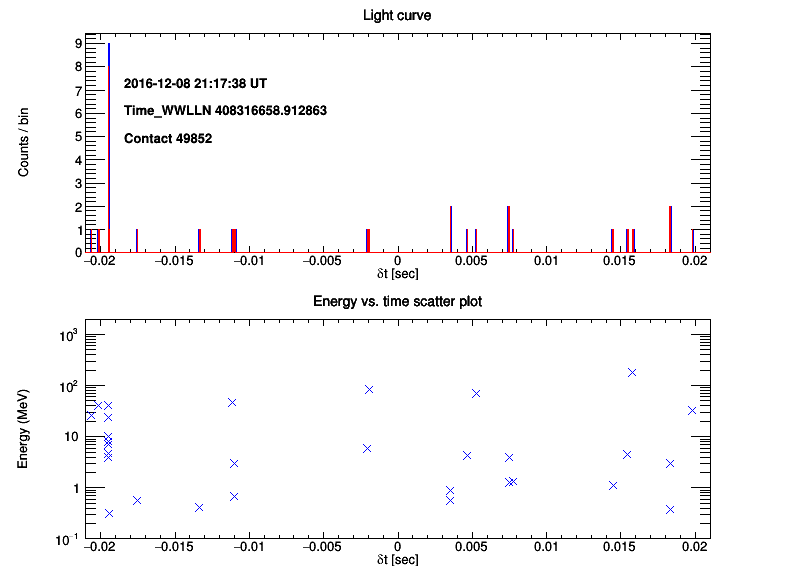 Light curve
Counts / bin
9
8
7
6
5
4
3
2
1
0
2016-12-08 21:17:38 UT
Time_WWLLN 408316658.912863
Contact 49852
−0.02 −0.015 −0.01 −0.005 0 0.005 0.01 0.015 0.02
δt [sec]
Energy vs. time scatter plot
Energy (MeV)
10³
10²
10
1
10⁻¹
−0.02 −0.015 −0.01 −0.005 0 0.005 0.01 0.015 0.02
δt [sec]